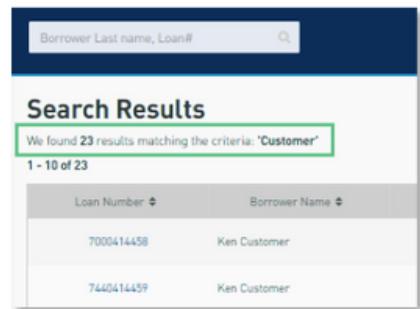 Borrower Last name, Loan#
Search Results
We found 23 results matching the criteria: 'Customer'
1 - 10 of 23
Loan Number Borrower Name
7000414458 Ken Customer
7440414459 Ken Customer